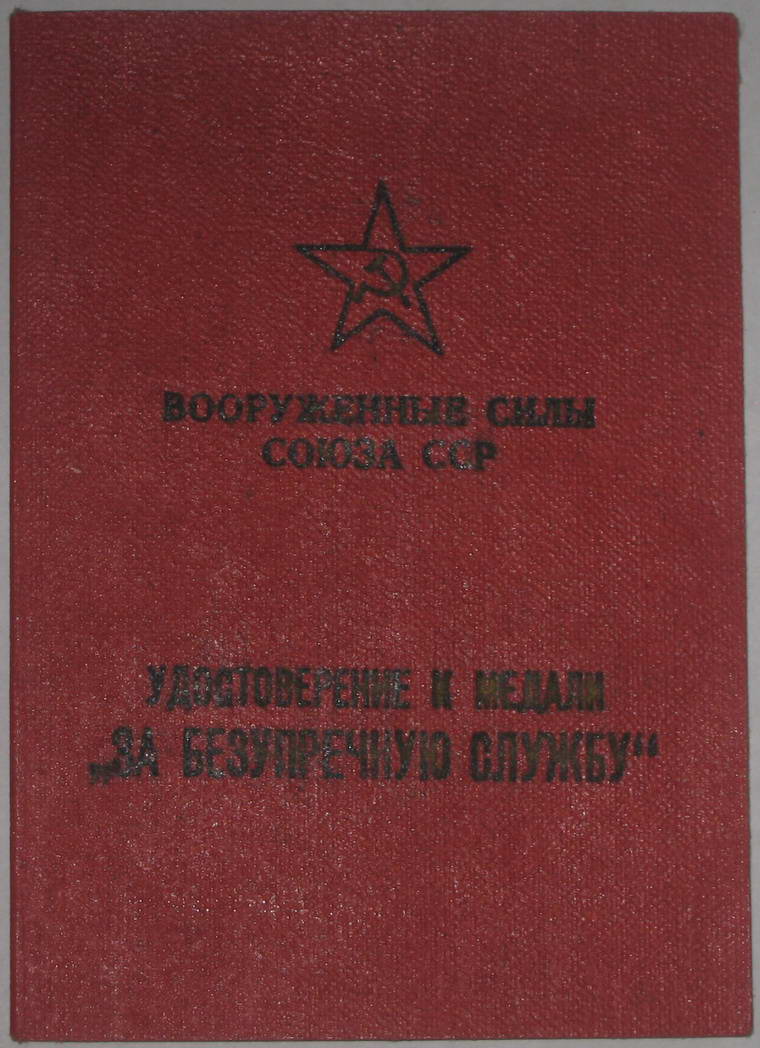 ВООРУЖЕННЫЕ СИЛЫ
СОЮЗА ССР
УДОСТОВЕРЕНИЕ К МЕДАЛИ
„ЗА БЕЗУПРЕЧНУЮ СЛУЖБУ“